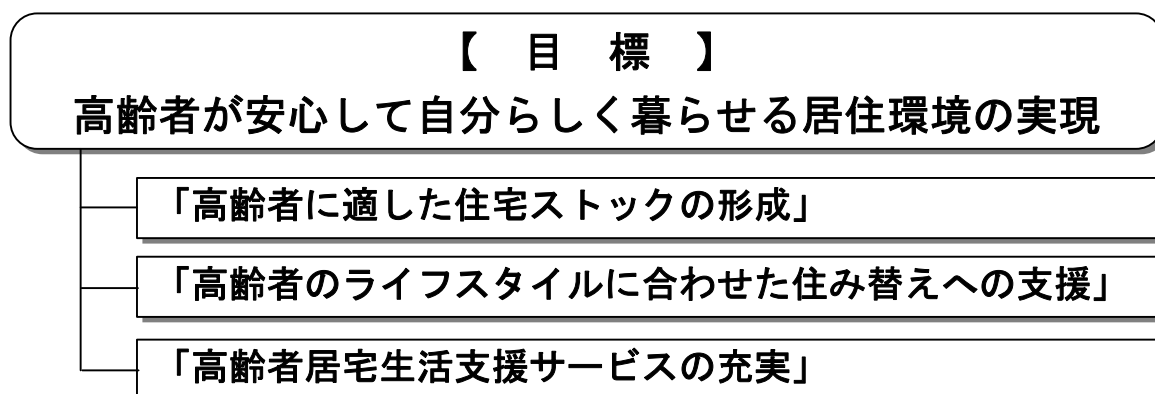 【　目　標　】
高齢者が安心して自分らしく暮らせる居住環境の実現
「高齢者に適した住宅ストックの形成」
「高齢者のライフスタイルに合わせた住み替えへの支援」
「高齢者居宅生活支援サービスの充実」